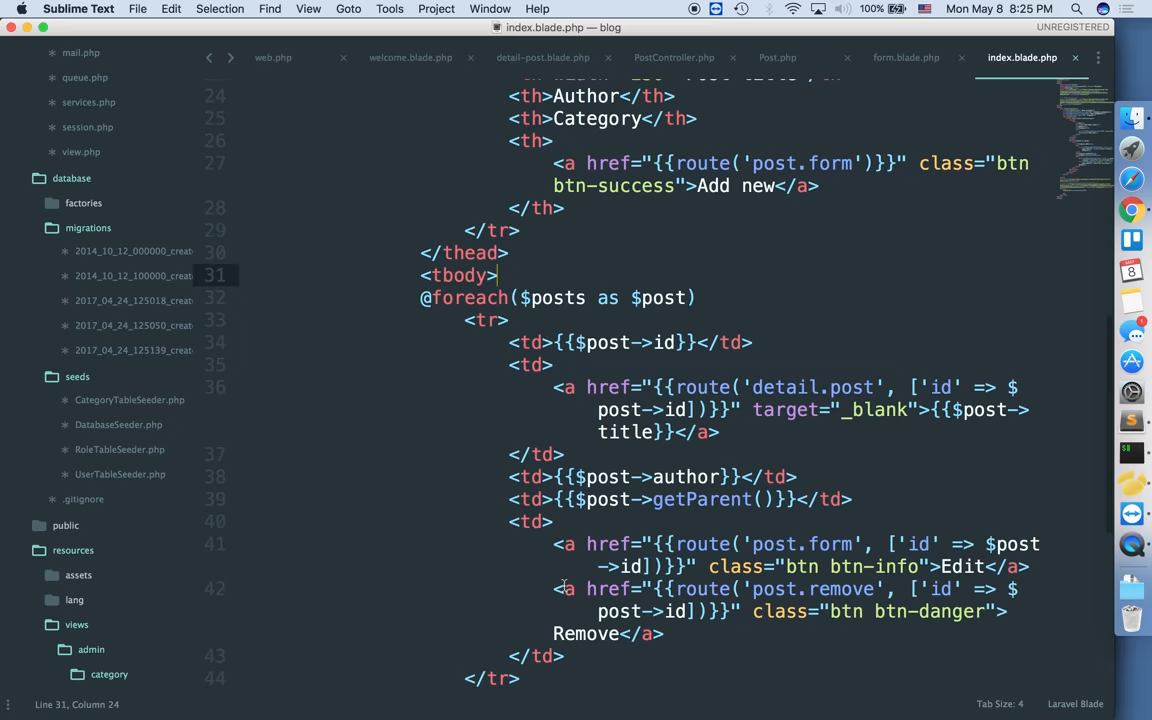 Sublime Text File Edit Selection Find View Goto Tools Project Window Help 100% Mon May 8 8:25 PM
index.blade.php — blog UNREGISTERED
web.php welcome.blade.php detail-post.blade.php PostController.php Post.php form.blade.php index.blade.php
mail.php
queue.php
services.php
session.php
view.php
database
factories
migrations
2014_10_12_000000_creat
2014_10_12_100000_creat
2017_04_24_125018_creat
2017_04_24_125050_creat
2017_04_24_125139_creat
seeds
CategoryTableSeeder.php
DatabaseSeeder.php
RoleTableSeeder.php
UserTableSeeder.php
.gitignore
public
resources
assets
lang
views
admin
category
24 <th>Author</th>
25 <th>Category</th>
26 <th>
27 <a href="{{route('post.form')}}" class="btn
btn-success">Add new</a>
28 </th>
29 </tr>
30 </thead>
31 <tbody>
32 @foreach($posts as $post)
33 <tr>
34 <td>{{$post->id}}</td>
35 <td>
36 <a href="{{route('detail.post', ['id' => $
post->id])}}" target="_blank">{{$post->
title}}</a>
37 </td>
38 <td>{{$post->author}}</td>
39 <td>{{$post->getParent()}}</td>
40 <td>
41 <a href="{{route('post.form', ['id' => $post
->id])}}" class="btn btn-info">Edit</a>
42 <a href="{{route('post.remove', ['id' => $
post->id])}}" class="btn btn-danger">
Remove</a>
43 </td>
44 </tr>
8
1
Line 31, Column 24 Tab Size: 4 Laravel Blade